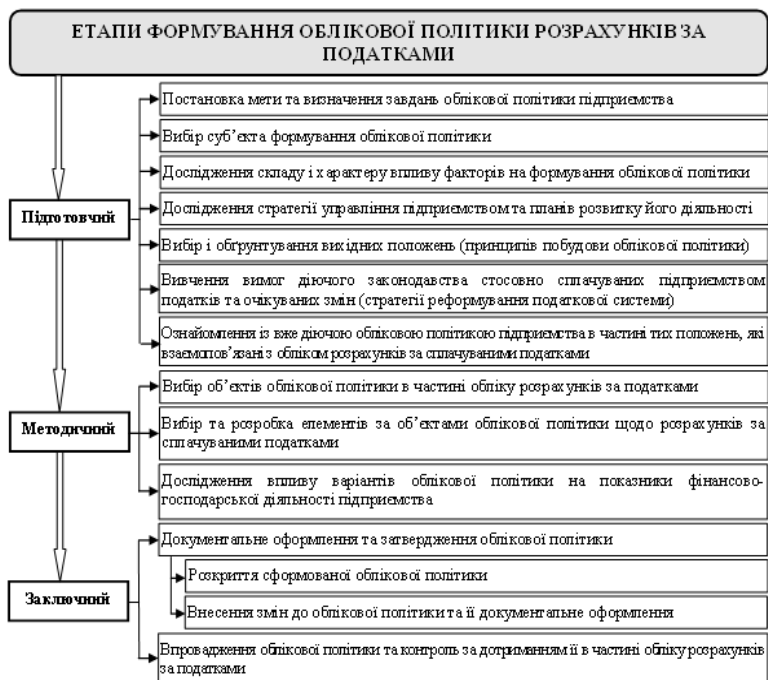 ЕТАПИ ФОРМУВАННЯ ОБЛІКОВОЇ ПОЛІТИКИ РОЗРАХУНКІВ ЗА
ПОДАТКАМИ
Підготовчий
Постановка мети та визначення завдань облікової політики підприємства
Вибір суб’єкта формування облікової політики
Дослідження складу і характеру впливу факторів на формування облікової політики
Дослідження стратегії управління підприємством та планів розвитку його діяльності
Вибір і обґрунтування вихідних положень (принципів побудови облікової політики)
Вивчення вимог діючого законодавства стосовно сплачуваних підприємством
податків та очікуваних змін (стратегії реформування податкової системи)
Ознайомлення із вже діючою обліковою політикою підприємства в частині тих положень, які
взаємопов’язані з обліком розрахунків за сплачуваними податками
Методичний
Вибір об’єктів облікової політики в частині обліку розрахунків за податками
Вибір та розробка елементів за об’єктами облікової політики щодо розрахунків за
сплачуваними податками
Дослідження впливу варіантів облікової політики на показники фінансово-
господарської діяльності підприємства
Заключний
Документальне оформлення та затвердження облікової політики
Розкриття сформованої облікової політики
Внесення змін до облікової політики та її документальне оформлення
Впровадження облікової політики та контроль за дотриманням її в частині обліку розрахунків
за податками